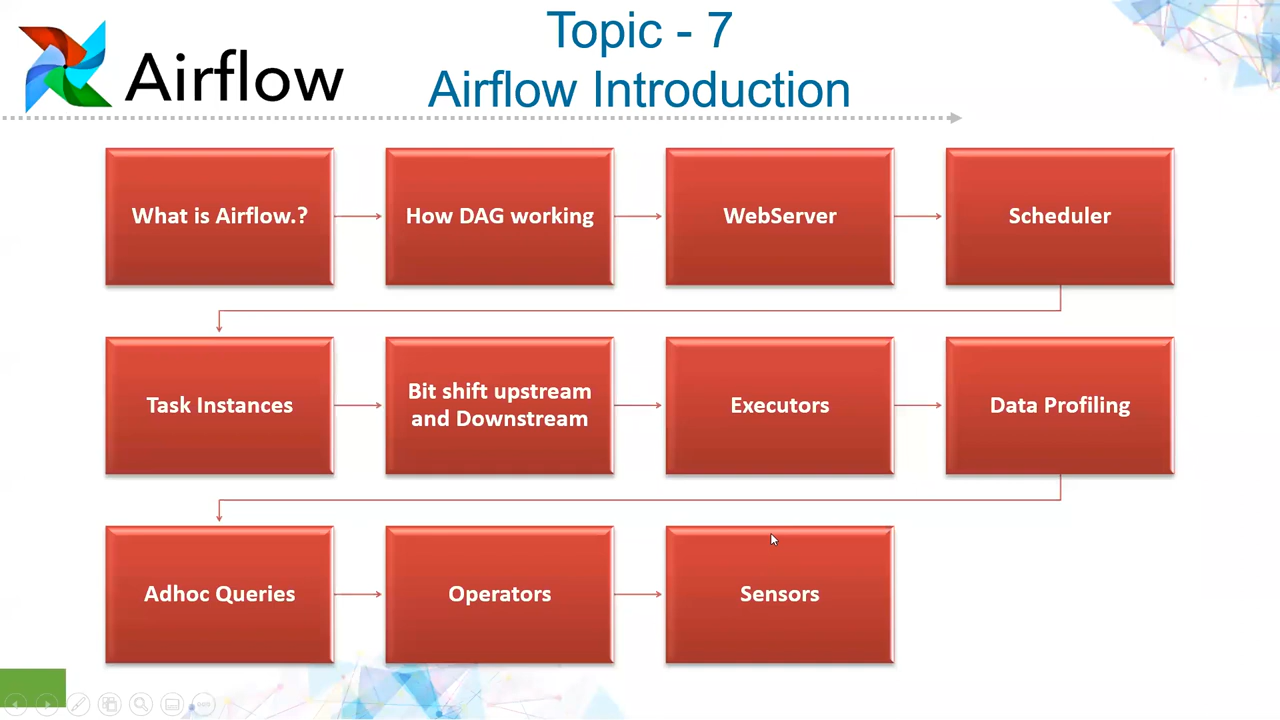 Topic - 7
Airflow
Airflow Introduction
What is Airflow.?
How DAG working
WebServer
Scheduler
Task Instances
Bit shift upstream
and Downstream
Executors
Data Profiling
Adhoc Queries
Operators
Sensors